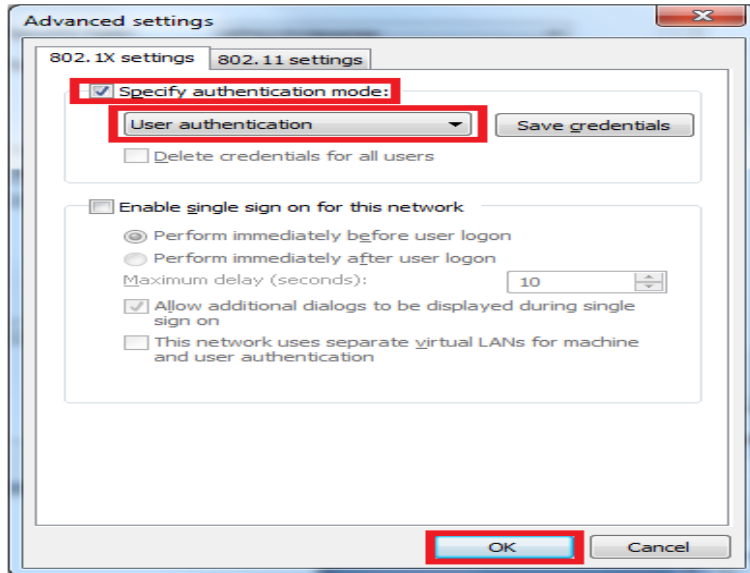 Advanced settings
802.1X settings
802.11 settings
Specify authentication mode:
User authentication
Save credentials
Delete credentials for all users
Enable single sign on for this network
Perform immediately before user logon
Perform immediately after user logon
Maximum delay (seconds):
10
Allow additional dialogs to be displayed during single
sign on
This network uses separate virtual LANs for machine
and user authentication
OK
Cancel